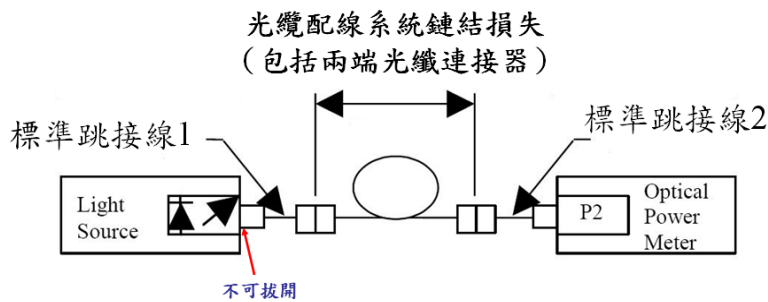 光纜配線系統鏈結損失
（包括兩端光纖連接器）
標準跳接線1
標準跳接線2
Light
Source
P2
Optical
Power
Meter
不可拔開